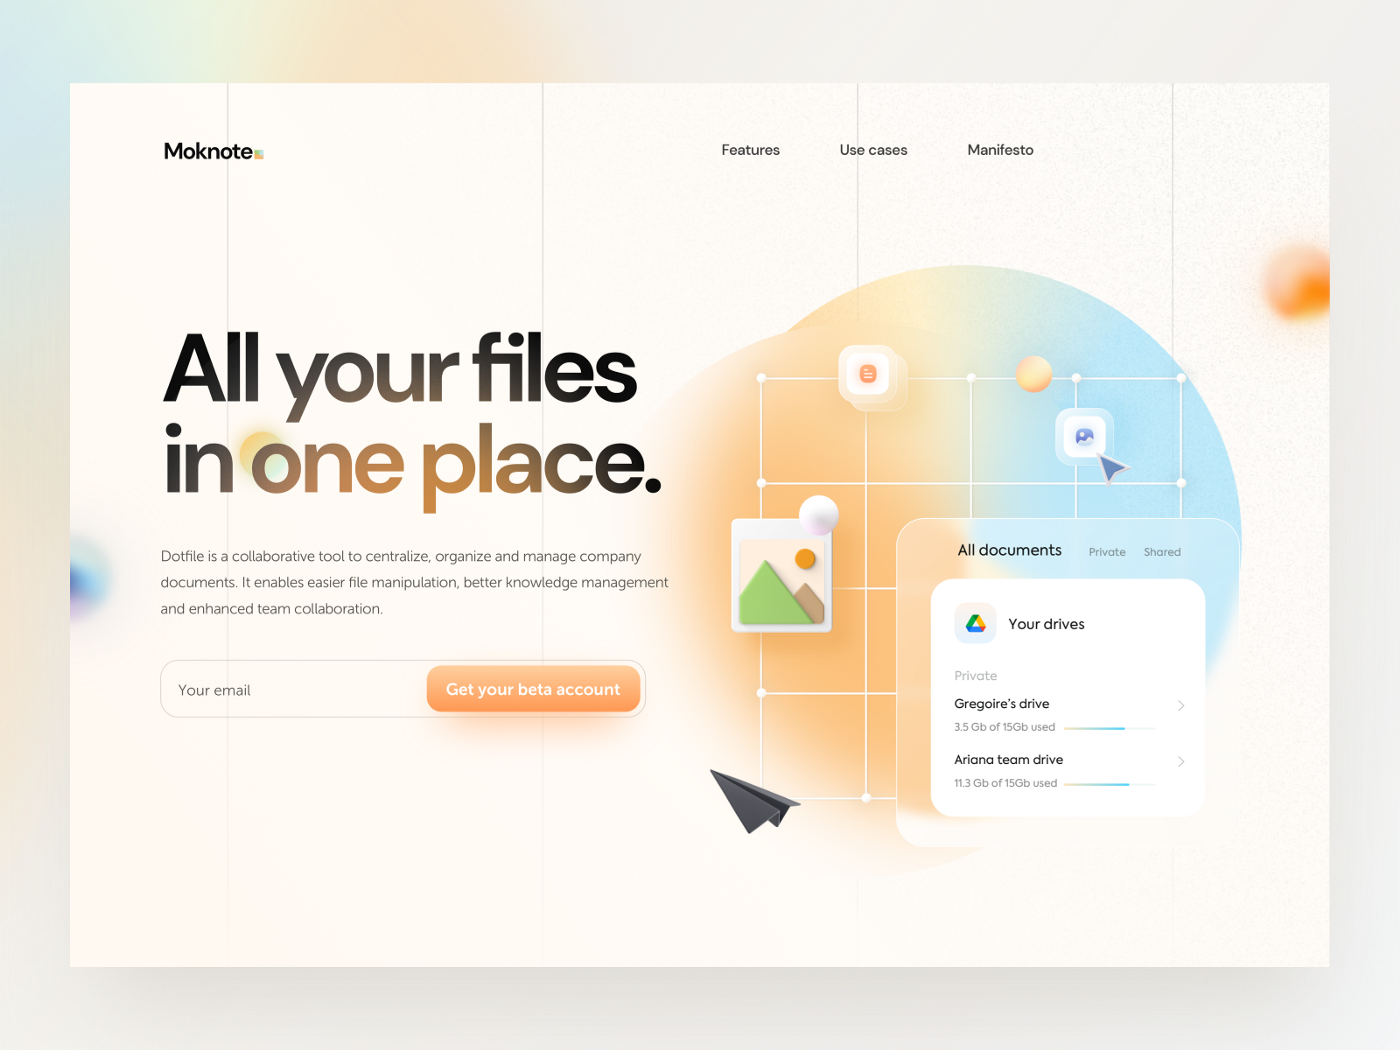 Moknote
Features
Use cases
Manifesto
All your files
in one place.
Dotfile is a collaborative tool to centralize, organize and manage company
documents. It enables easier file manipulation, better knowledge management
and enhanced team collaboration.
Your email
Get your beta account
All documents
Private
Shared
Your drives
Private
Gregoire's drive
3.5 Gb of 15Gb used
Ariana team drive
11.3 Gb of 15Gb used